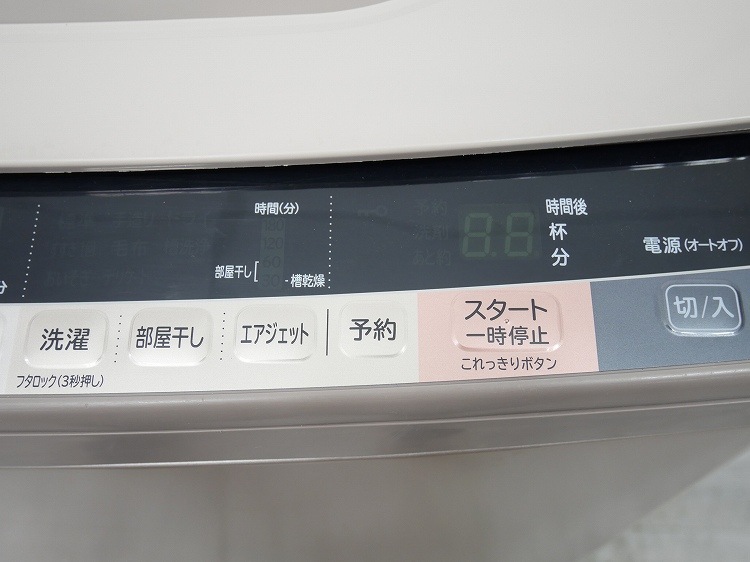 時間(分)
部屋干し
-槽乾燥
時間後
杯
分
電源(オートオフ)
分
洗濯
部屋干し
エアジェット
予約
スタート
一時停止
切/入
フタロック(3秒押し)
これっきりボタン